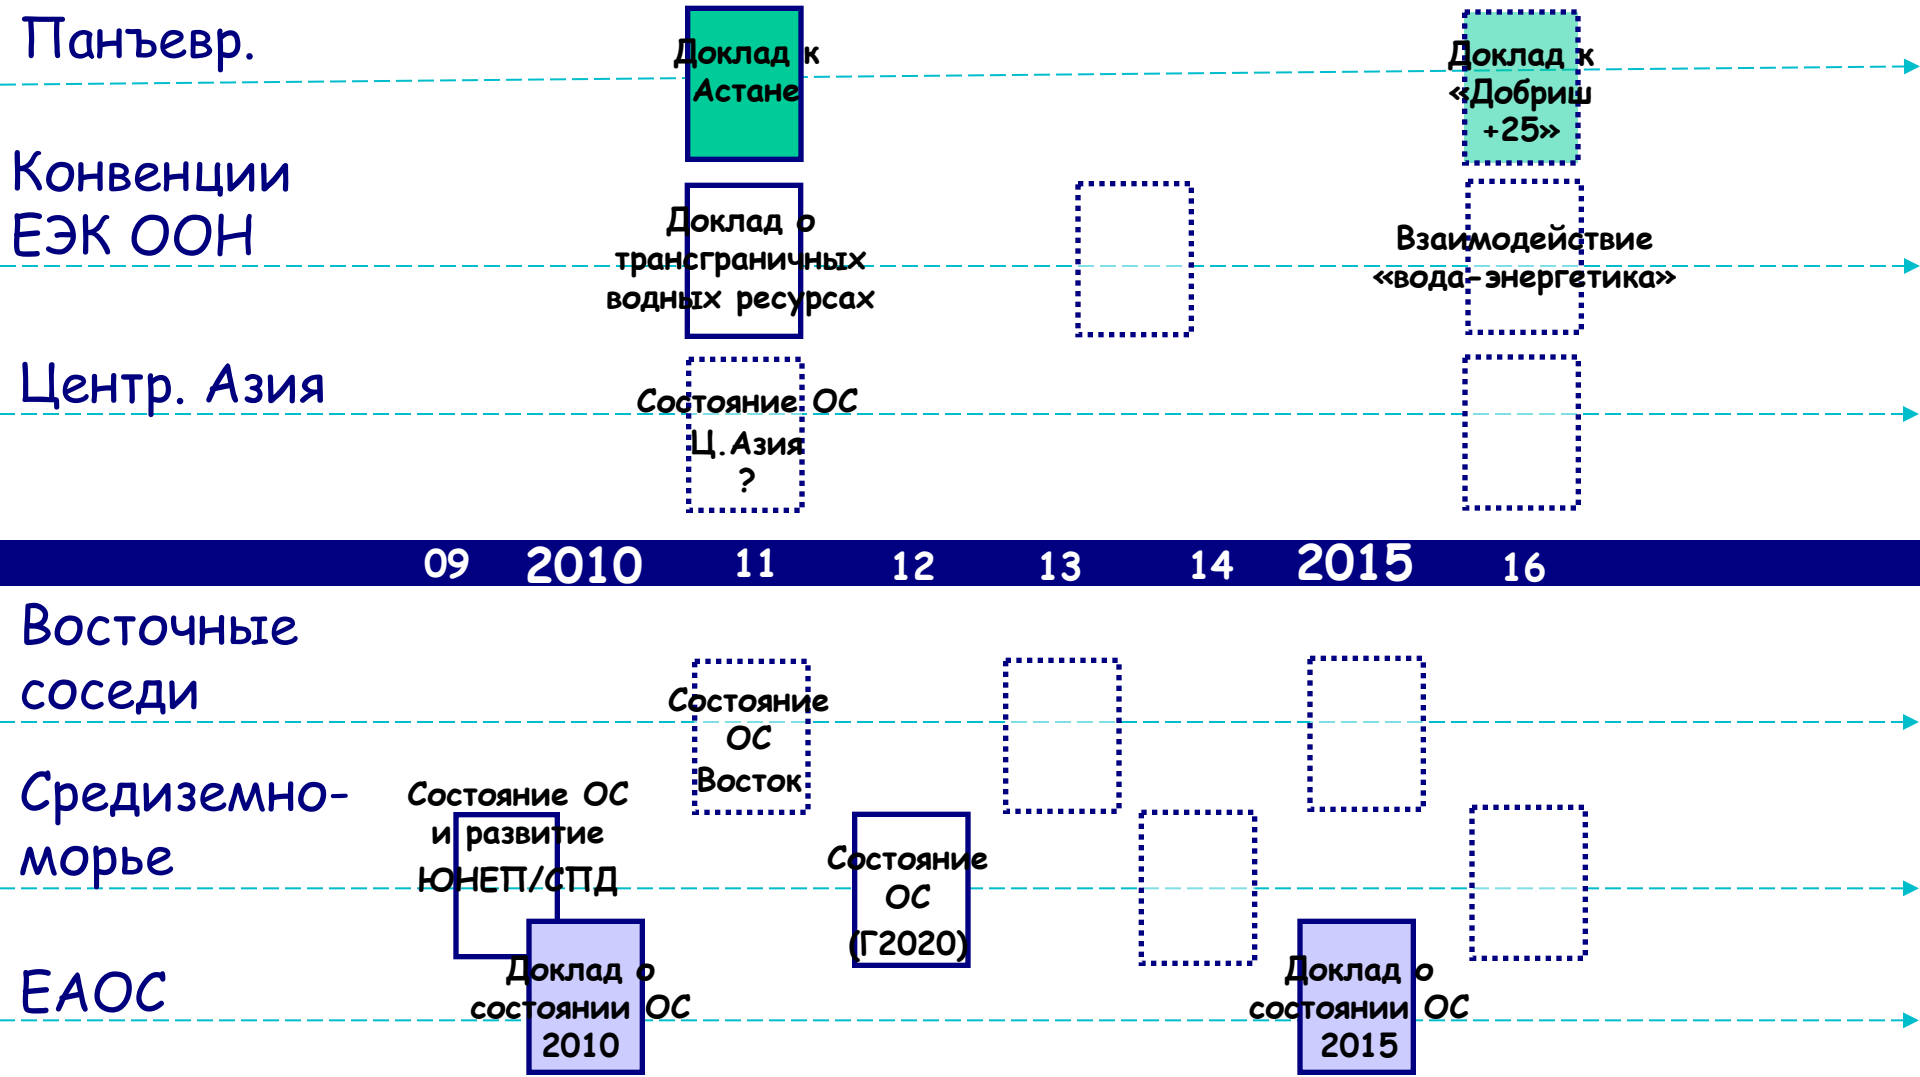 Панъевр.
Доклад к
Астане
Доклад к
«Добриш
+25»
Конвенции
ЕЭК ООН
Доклад о
трансграничных
водных ресурсах
Взаимодействие
«вода-энергетика»
Центр. Азия
Состояние ОС
Ц.Азия
?
09 2010 11 12 13 14 2015 16
Восточные
соседи
Состояние
ОС
Восток
Средиземно-
морье
Состояние ОС
и развитие
ЮНЕП/СПД
Состояние
ОС
(Г2020)
ЕАОС
Доклад о
состоянии ОС
2010
Доклад о
состоянии ОС
2015